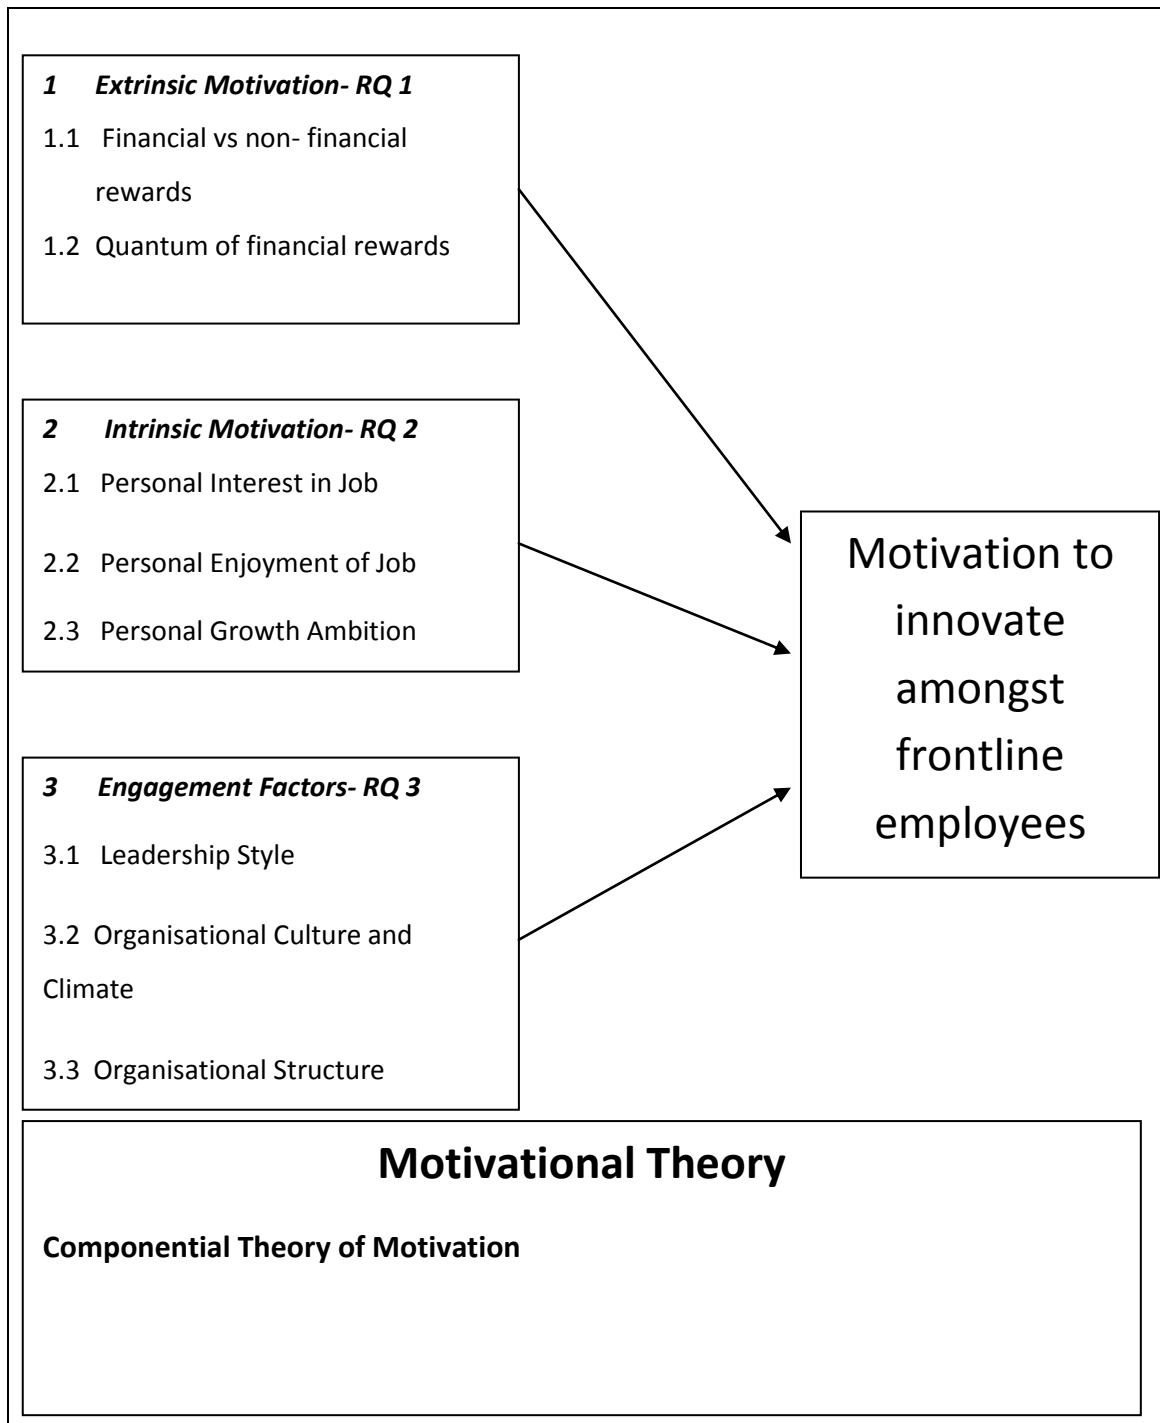 1 Extrinsic Motivation- RQ 1
1.1 Financial vs non- financial
rewards
1.2 Quantum of financial rewards
2 Intrinsic Motivation- RQ 2
2.1 Personal Interest in Job
2.2 Personal Enjoyment of Job
2.3 Personal Growth Ambition
3 Engagement Factors- RQ 3
3.1 Leadership Style
3.2 Organisational Culture and
Climate
3.3 Organisational Structure
Motivation to
innovate
amongst
frontline
employees
Motivational Theory
Componential Theory of Motivation